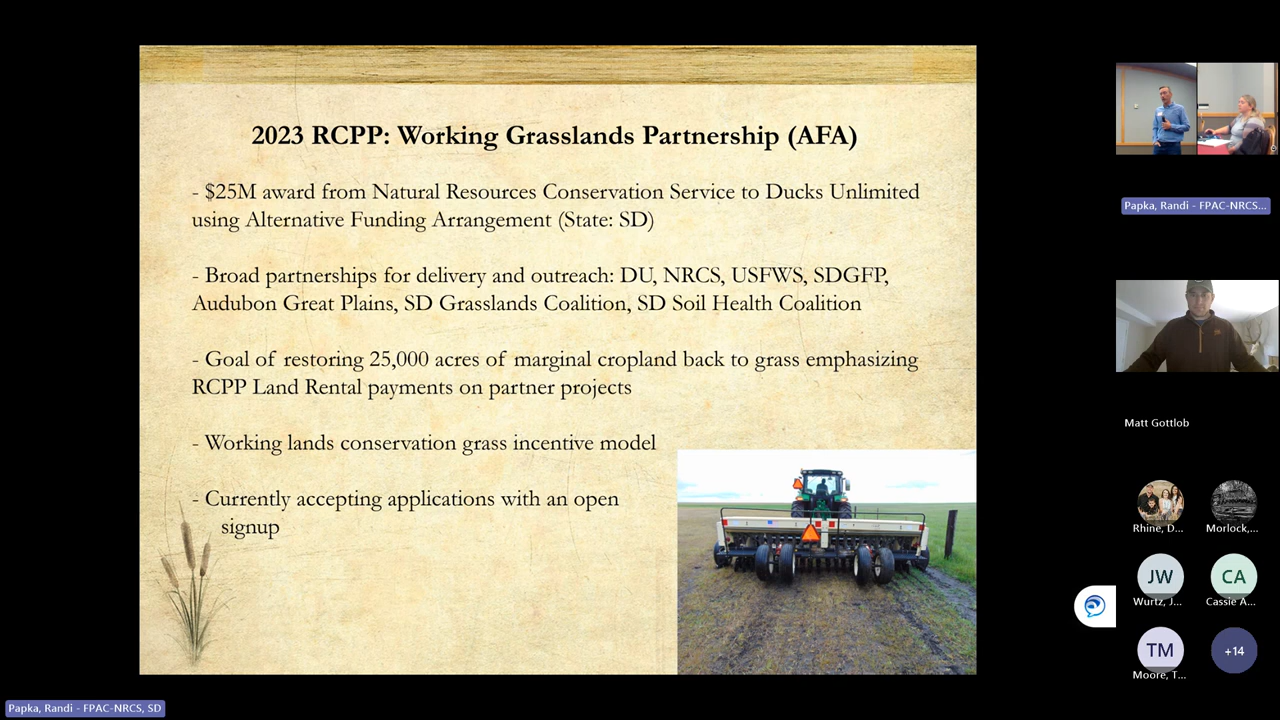 2023 RCPP: Working Grasslands Partnership (AFA)
- $25M award from Natural Resources Conservation Service to Ducks Unlimited
using Alternative Funding Arrangement (State: SD)
- Broad partnerships for delivery and outreach: DU, NRCS, USFWS, SDGFP,
Audubon Great Plains, SD Grasslands Coalition, SD Soil Health Coalition
- Goal of restoring 25,000 acres of marginal cropland back to grass emphasizing
RCPP Land Rental payments on partner projects
- Working lands conservation grass incentive model
- Currently accepting applications with an open
signup
Papka, Randi - FPAC-NRCS...
Matt Gottlob
Rhine, D...
Morlock,...
JW
Wurtz, J...
CA
Cassie A...
TM
Moore, T...
+14
Papka, Randi - FPAC-NRCS, SD